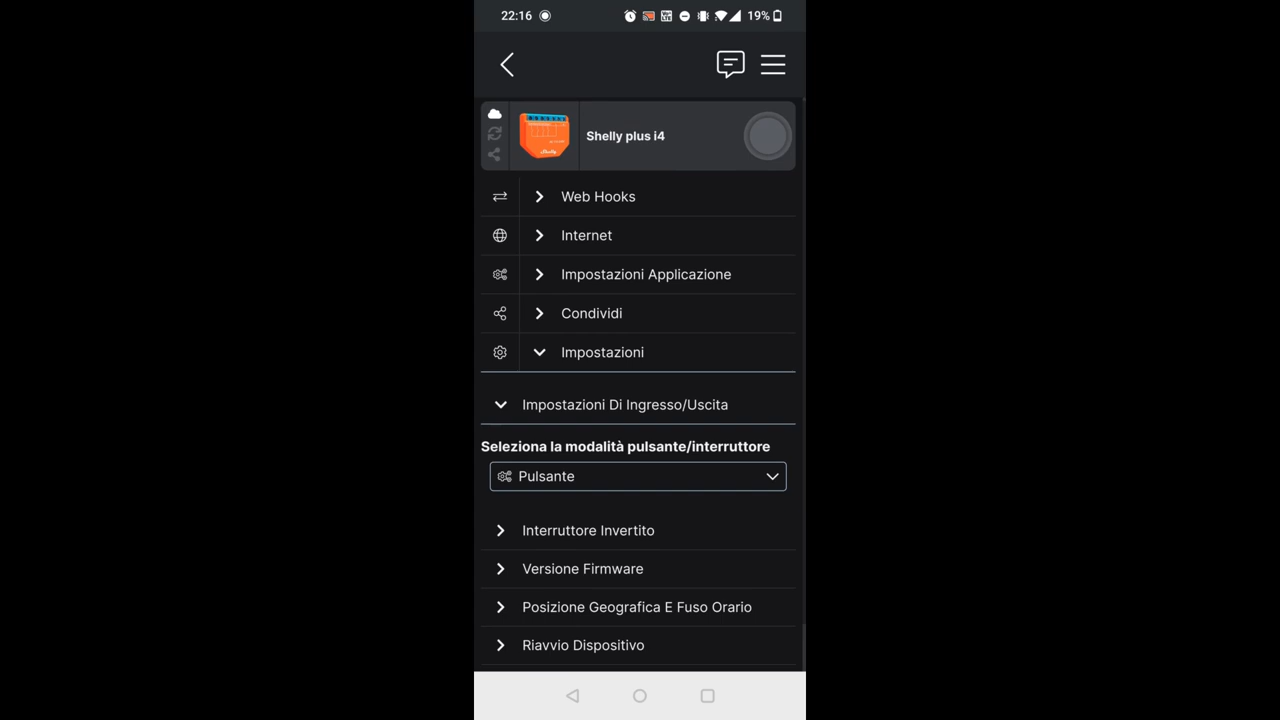 22:16
19%
Shelly plus i4
Web Hooks
Internet
Impostazioni Applicazione
Condividi
Impostazioni
Impostazioni Di Ingresso/Uscita
Seleziona la modalità pulsante/interruttore
Pulsante
Interruttore Invertito
Versione Firmware
Posizione Geografica E Fuso Orario
Riavvio Dispositivo